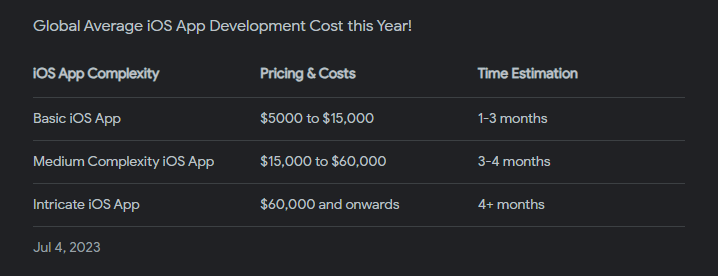 Global Average iOS App Development Cost this Year!
iOS App Complexity Pricing & Costs Time Estimation
Basic iOS App $5000 to $15,000 1-3 months
Medium Complexity iOS App $15,000 to $60,000 3-4 months
Intricate iOS App $60,000 and onwards 4+ months
Jul 4, 2023